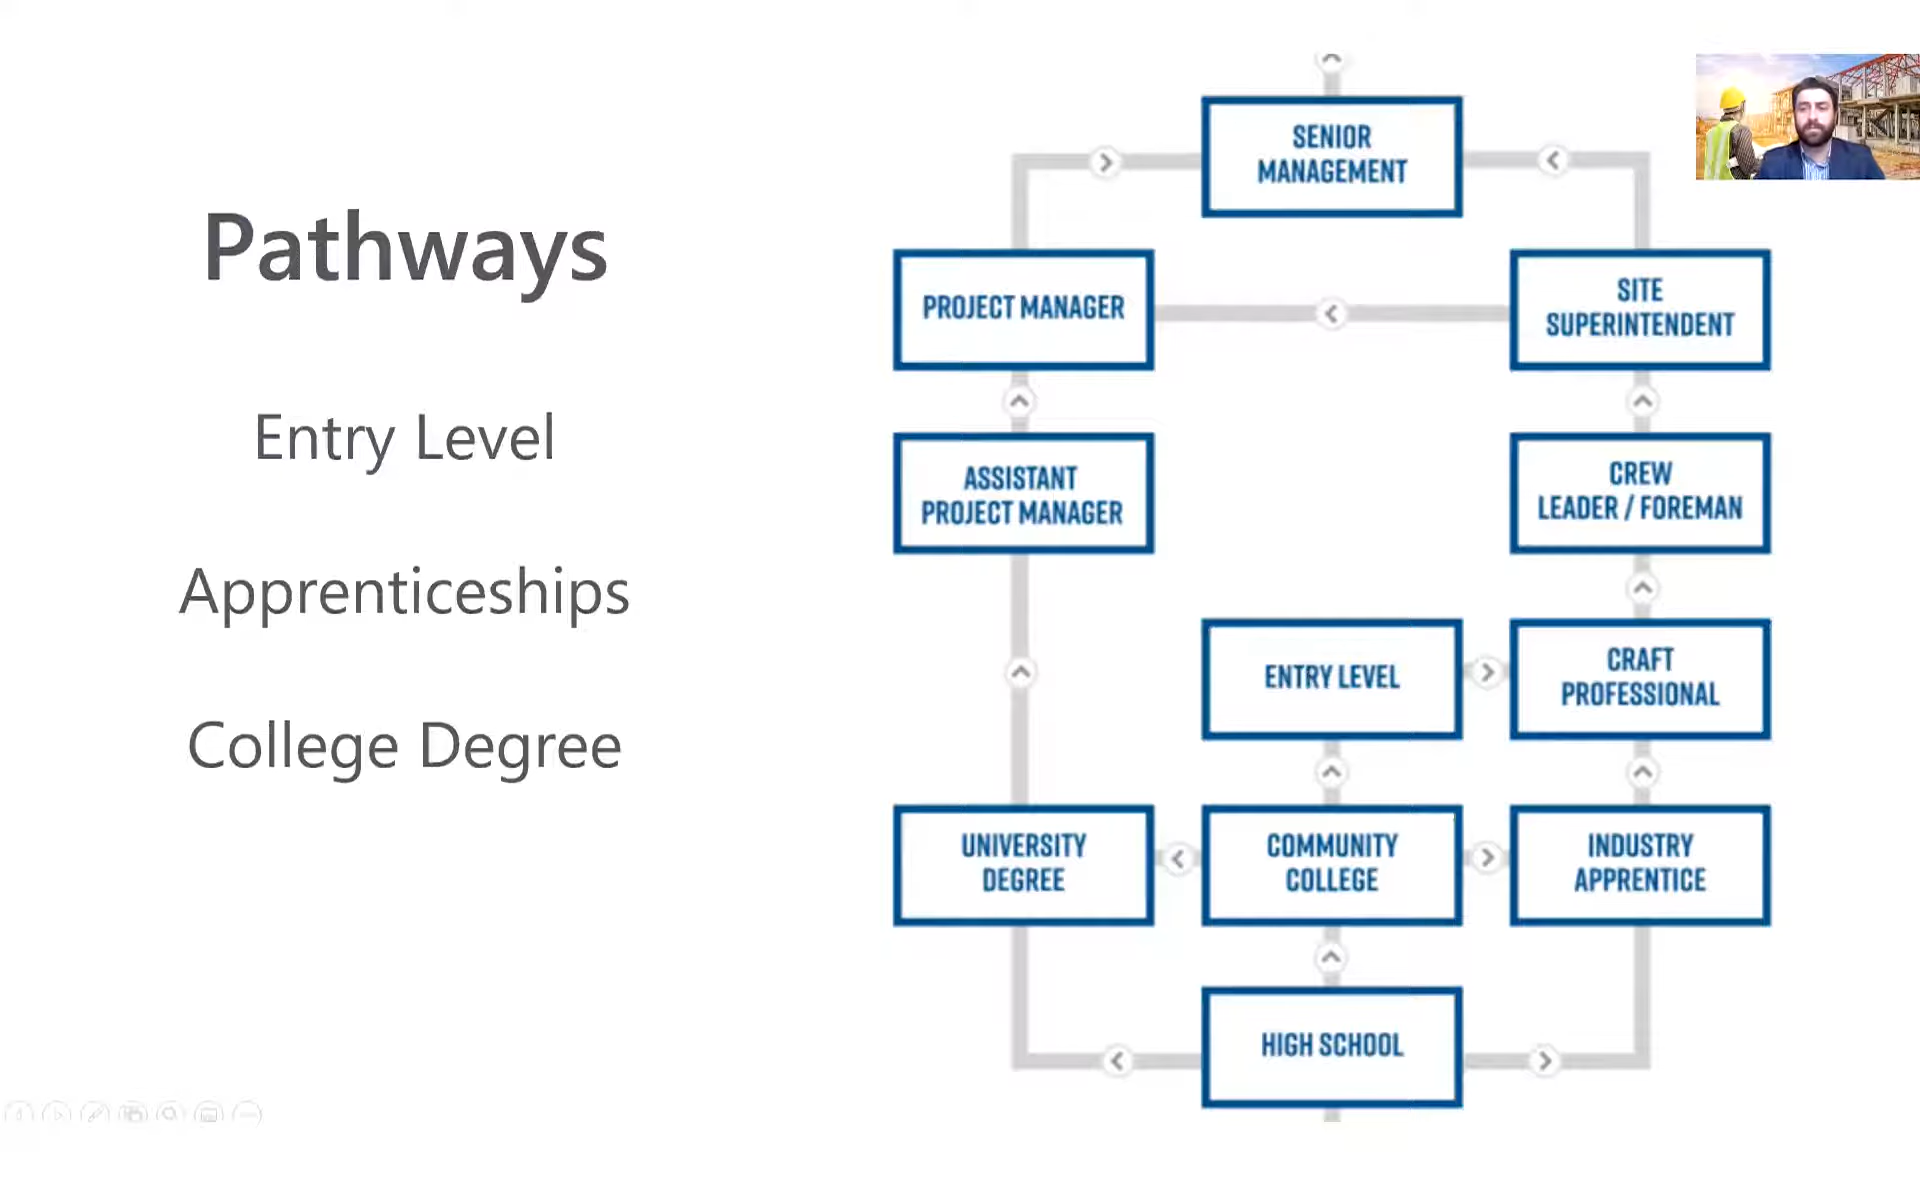 Pathways
Entry Level
Apprenticeships
College Degree
SENIOR
MANAGEMENT
PROJECT MANAGER
SITE
SUPERINTENDENT
ASSISTANT
PROJECT MANAGER
CREW
LEADER / FOREMAN
ENTRY LEVEL
CRAFT
PROFESSIONAL
UNIVERSITY
DEGREE
COMMUNITY
COLLEGE
INDUSTRY
APPRENTICE
HIGH SCHOOL